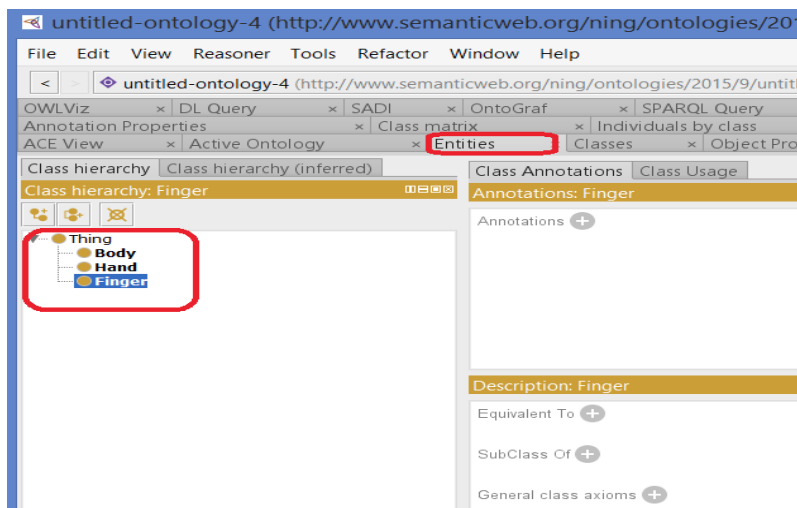 untitled-ontology-4 (http://www.semanticweb.org/ning/ontologies/201
File Edit View Reasoner Tools Refactor Window Help
< > untitled-ontology-4 (http://www.semanticweb.org/ning/ontologies/2015/9/untitl
OWLViz × DL Query × SADI × OntoGraf × SPARQL Query
Annotation Properties × Class matrix × Individuals by class
ACE View × Active Ontology × Entities Classes × Object Pro
Class hierarchy Class hierarchy (inferred) Class Annotations Class Usage
Class hierarchy: Finger Annotations: Finger
Annotations
Thing
Body
Hand
Finger
Description: Finger
Equivalent To
SubClass Of
General class axioms